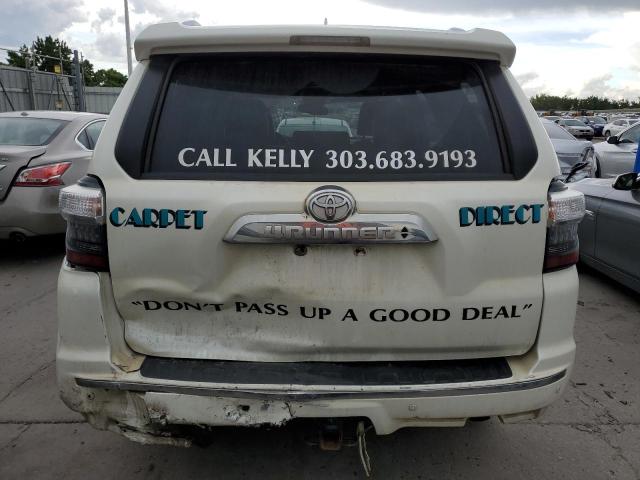 CALL KELLY 303.683.9193
CARPET DIRECT
4RUNNER
"DON'T PASS UP A GOOD DEAL"